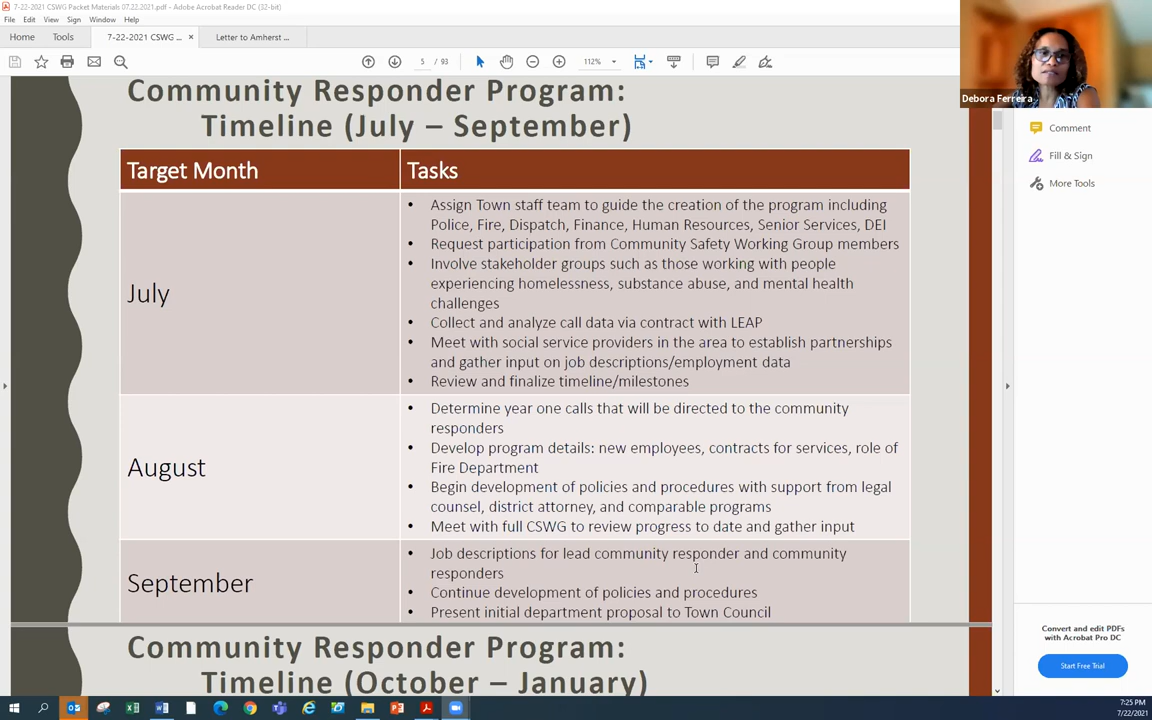 7-22-2021 CSWG Packet Materials 07.22.2021.pdf - Adobe Acrobat Reader DC (32-bit)
File Edit View Sign Window Help
Home Tools 7-22-2021 CSWG ... × Letter to Amherst ...
5 / 93 112%
Debora Ferreira
Comment
Fill & Sign
More Tools
Community Responder Program:
Timeline (July – September)
Target Month Tasks
July
• Assign Town staff team to guide the creation of the program including
Police, Fire, Dispatch, Finance, Human Resources, Senior Services, DEI
• Request participation from Community Safety Working Group members
• Involve stakeholder groups such as those working with people
experiencing homelessness, substance abuse, and mental health
challenges
• Collect and analyze call data via contract with LEAP
• Meet with social service providers in the area to establish partnerships
and gather input on job descriptions/employment data
• Review and finalize timeline/milestones
August
• Determine year one calls that will be directed to the community
responders
• Develop program details: new employees, contracts for services, role of
Fire Department
• Begin development of policies and procedures with support from legal
counsel, district attorney, and comparable programs
• Meet with full CSWG to review progress to date and gather input
September
• Job descriptions for lead community responder and community
responders
• Continue development of policies and procedures
• Present initial department proposal to Town Council
Community Responder Program:
Timeline (October – January)
Convert and edit PDFs
with Acrobat Pro DC
Start Free Trial
7:25 PM
7/22/2021